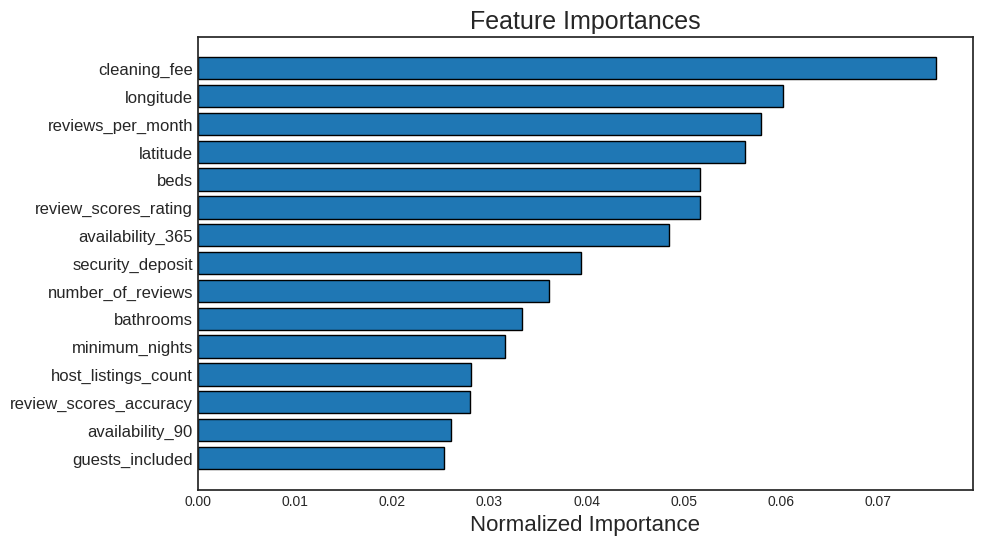 Feature Importances
cleaning_fee
longitude
reviews_per_month
latitude
beds
review_scores_rating
availability_365
security_deposit
number_of_reviews
bathrooms
minimum_nights
host_listings_count
review_scores_accuracy
availability_90
guests_included
0.00 0.01 0.02 0.03 0.04 0.05 0.06 0.07
Normalized Importance